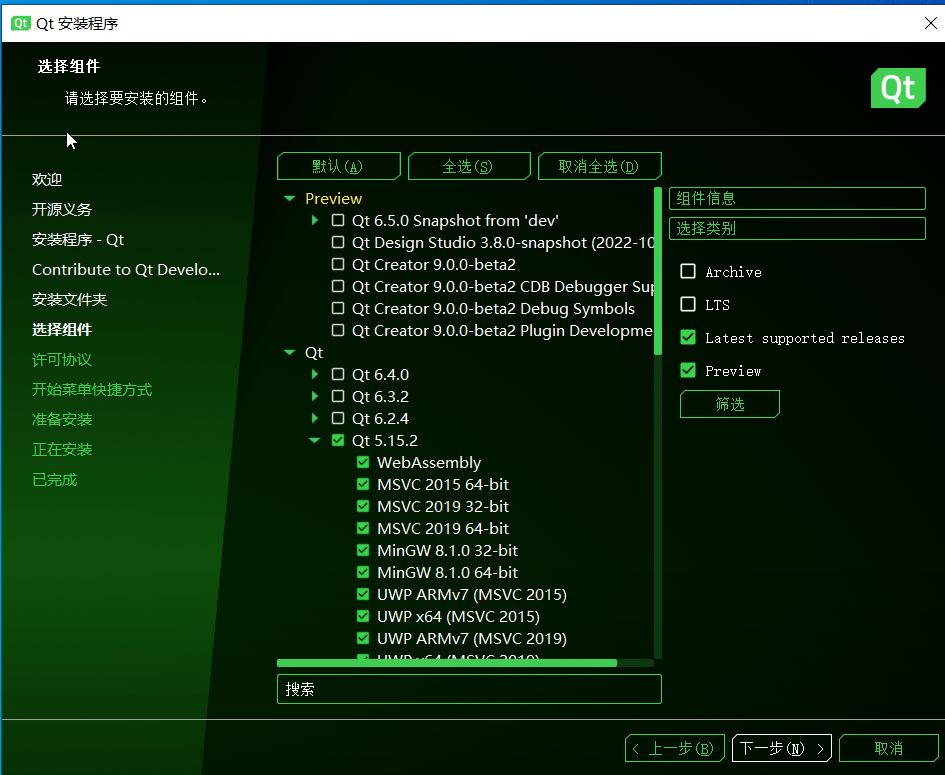 Qt Qt 安装程序
选择组件
请选择要安装的组件。
Qt
欢迎
开源义务
安装程序 - Qt
Contribute to Qt Develo...
安装文件夹
选择组件
许可协议
开始菜单快捷方式
准备安装
正在安装
已完成
默认(A) 全选(S) 取消全选(D)
Preview
Qt 6.5.0 Snapshot from 'dev'
Qt Design Studio 3.8.0-snapshot (2022-10
Qt Creator 9.0.0-beta2
Qt Creator 9.0.0-beta2 CDB Debugger Sup
Qt Creator 9.0.0-beta2 Debug Symbols
Qt Creator 9.0.0-beta2 Plugin Developme
Qt
Qt 6.4.0
Qt 6.3.2
Qt 6.2.4
Qt 5.15.2
WebAssembly
MSVC 2015 64-bit
MSVC 2019 32-bit
MSVC 2019 64-bit
MinGW 8.1.0 32-bit
MinGW 8.1.0 64-bit
UWP ARMv7 (MSVC 2015)
UWP x64 (MSVC 2015)
UWP ARMv7 (MSVC 2019)
UWP x64 (MSVC 2019)
搜索
组件信息
选择类别
Archive
LTS
Latest supported releases
Preview
筛选
< 上一步(B) 下一步(N) > 取消